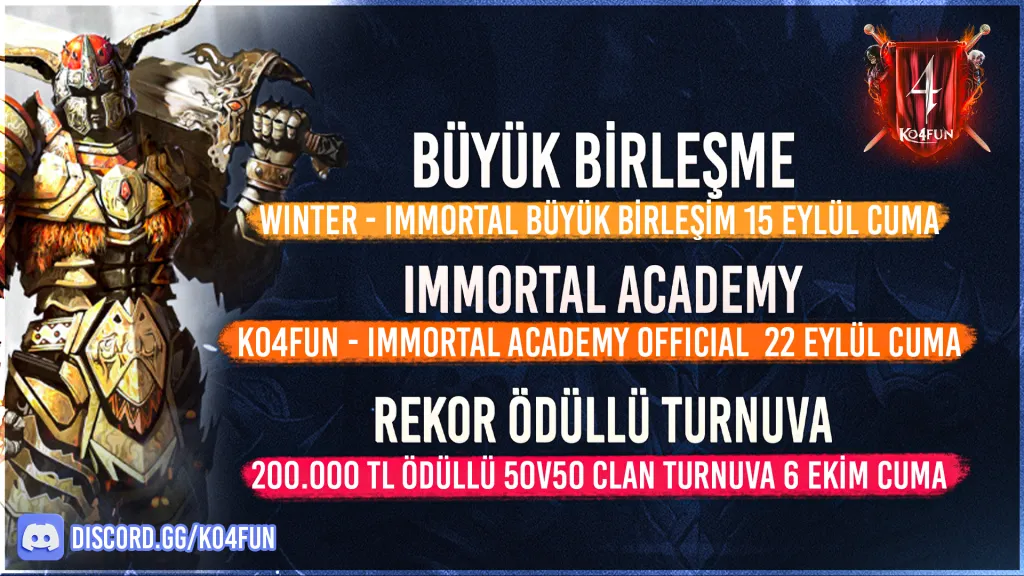 4
KO4FUN
BÜYÜK BİRLEŞME
WINTER - IMMORTAL BÜYÜK BİRLEŞİM 15 EYLÜL CUMA
IMMORTAL ACADEMY
KO4FUN - IMMORTAL ACADEMY OFFICIAL 22 EYLÜL CUMA
REKOR ÖDÜLLÜ TURNUVA
200.000 TL ÖDÜLLÜ 50V50 CLAN TURNUVA 6 EKİM CUMA
DISCORD.GG/KO4FUN